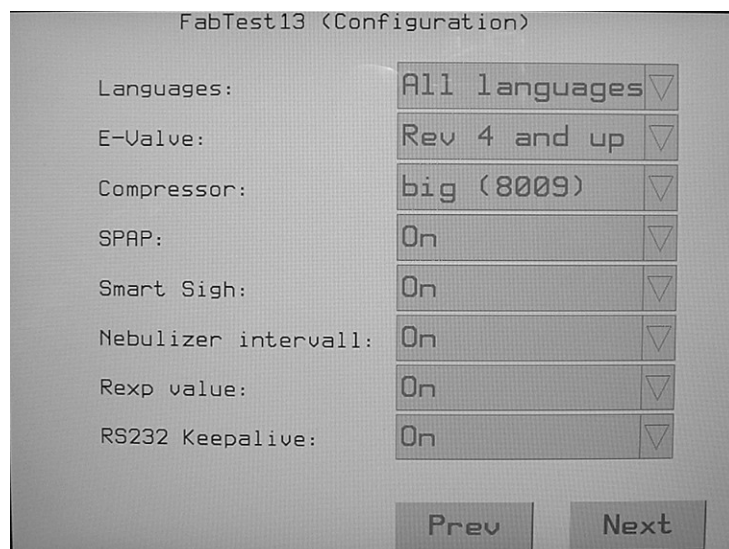 FabTest13 (Configuration)
Languages: All languages
E-Valve: Rev 4 and up
Compressor: big (8009)
SPAP: On
Smart Sigh: On
Nebulizer intervall: On
Rexp value: On
RS232 Keepalive: On
Prev Next